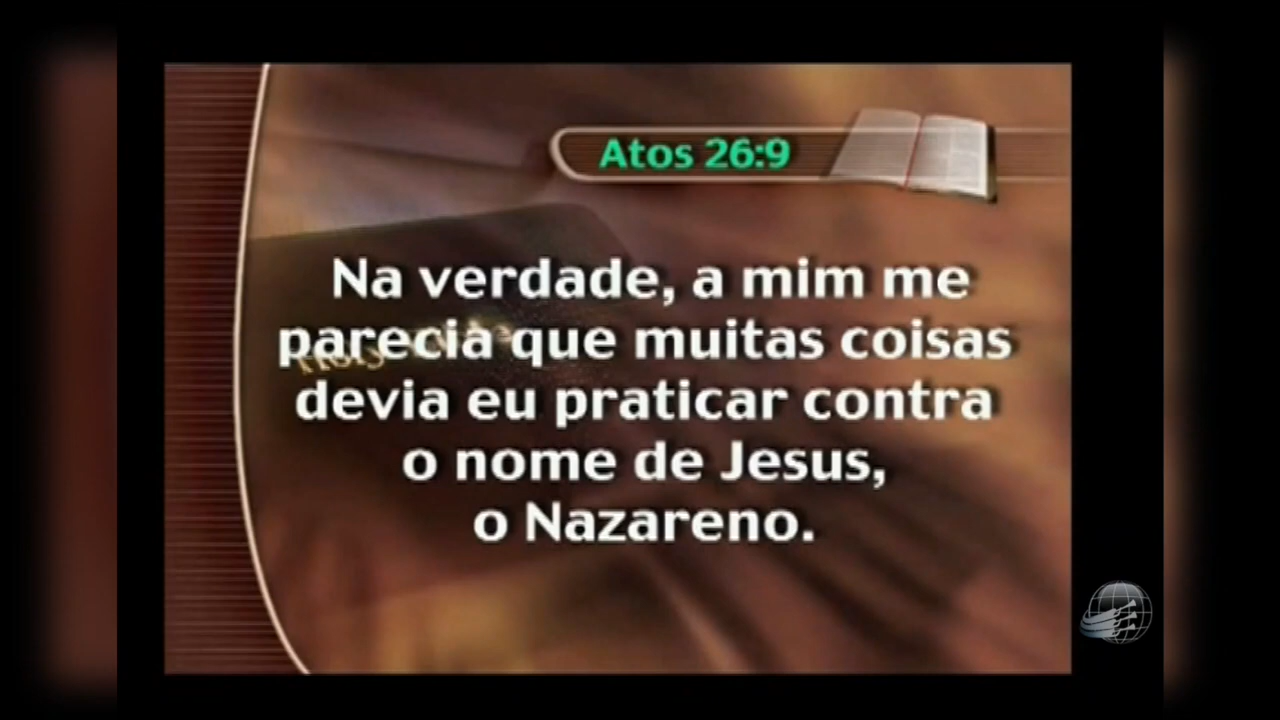 Atos 26:9
Na verdade, a mim me
parecia que muitas coisas
devia eu praticar contra
o nome de Jesus,
o Nazareno.